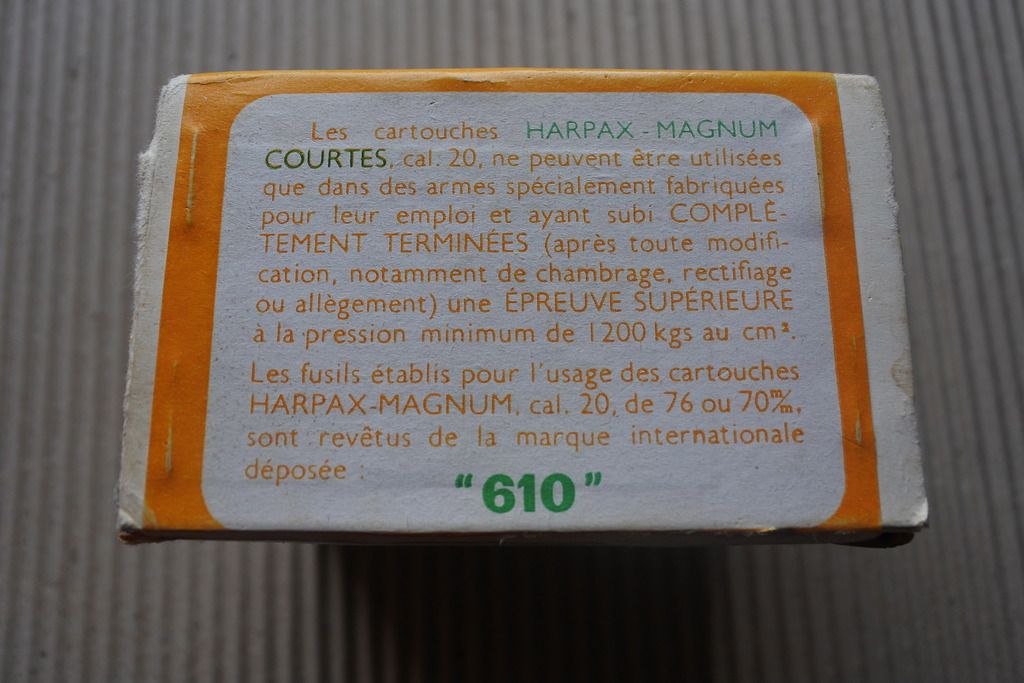 Les cartouches HARPAX-MAGNUM
COURTES, cal. 20, ne peuvent être utilisées
que dans des armes spécialement fabriquées
pour leur emploi et ayant subi COMPLÈ-
TEMENT TERMINÉES (après toute modifi-
cation, notamment de chambrage, rectifiage
ou allègement) une ÉPREUVE SUPÉRIEURE
à la pression minimum de 1200 kgs au cm².
Les fusils établis pour l'usage des cartouches
HARPAX-MAGNUM, cal. 20, de 76 ou 70 m/m,
sont revêtus de la marque internationale
déposée :
"610"